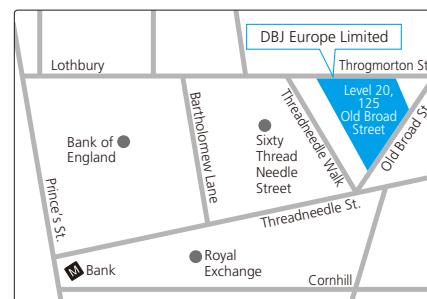 DBJ Europe Limited
Lothbury
Throgmorton St.
Level 20,
125
Old Broad
Street
Bartholomew Lane
Threadneedle Walk
Old Broad St.
Bank of
England
Sixty
Thread
Needle
Street
Prince's St.
Threadneedle St.
M Bank
Royal
Exchange
Cornhill